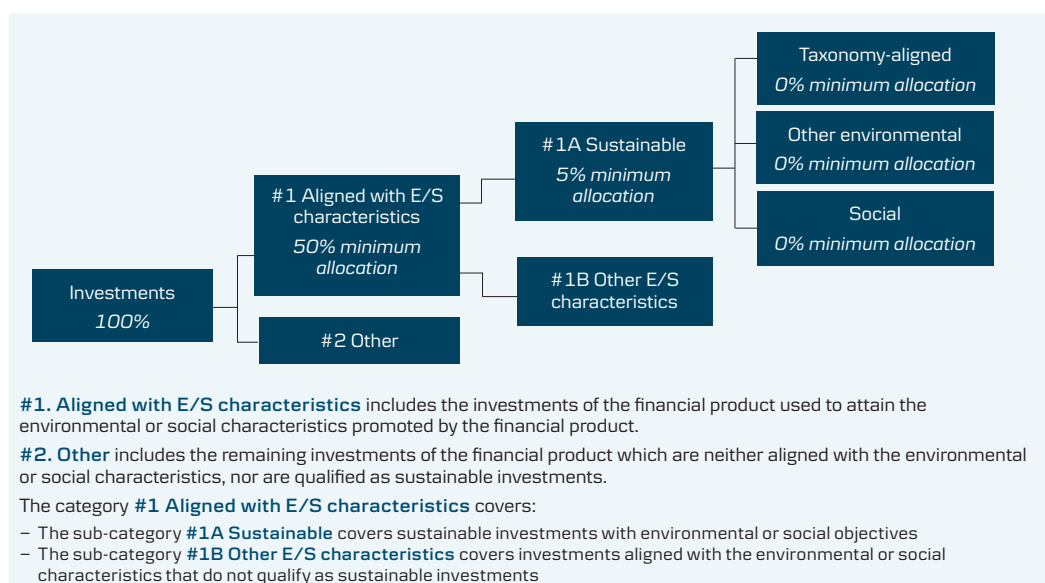 Taxonomy-aligned
0% minimum allocation
Other environmental
0% minimum allocation
#1A Sustainable
5% minimum
allocation
#1 Aligned with E/S
characteristics
50% minimum
allocation
Social
0% minimum allocation
#1B Other E/S
characteristics
Investments
100%
#2 Other
#1. Aligned with E/S characteristics includes the investments of the financial product used to attain the
environmental or social characteristics promoted by the financial product.
#2. Other includes the remaining investments of the financial product which are neither aligned with the environmental
or social characteristics, nor are qualified as sustainable investments.
The category #1 Aligned with E/S characteristics covers:
– The sub-category #1A Sustainable covers sustainable investments with environmental or social objectives
– The sub-category #1B Other E/S characteristics covers investments aligned with the environmental or social
characteristics that do not qualify as sustainable investments